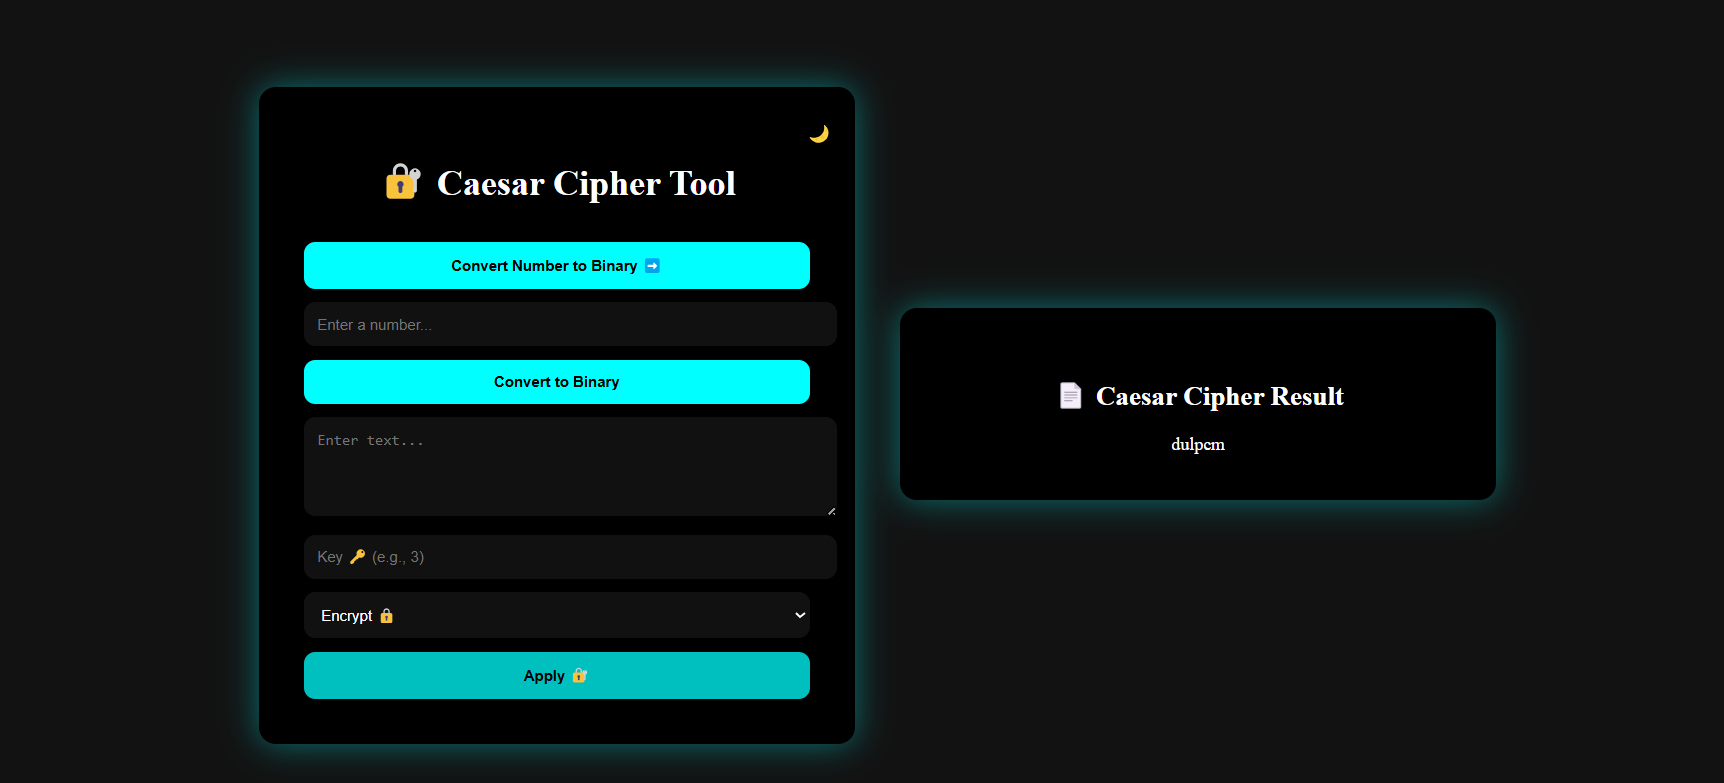 🌙
🔐 Caesar Cipher Tool
Convert Number to Binary ➡️
Enter a number...
Convert to Binary
Enter text...
Key 🔑 (e.g., 3)
Encrypt 🔒
Apply 🔐
📄 Caesar Cipher Result
dulpcm